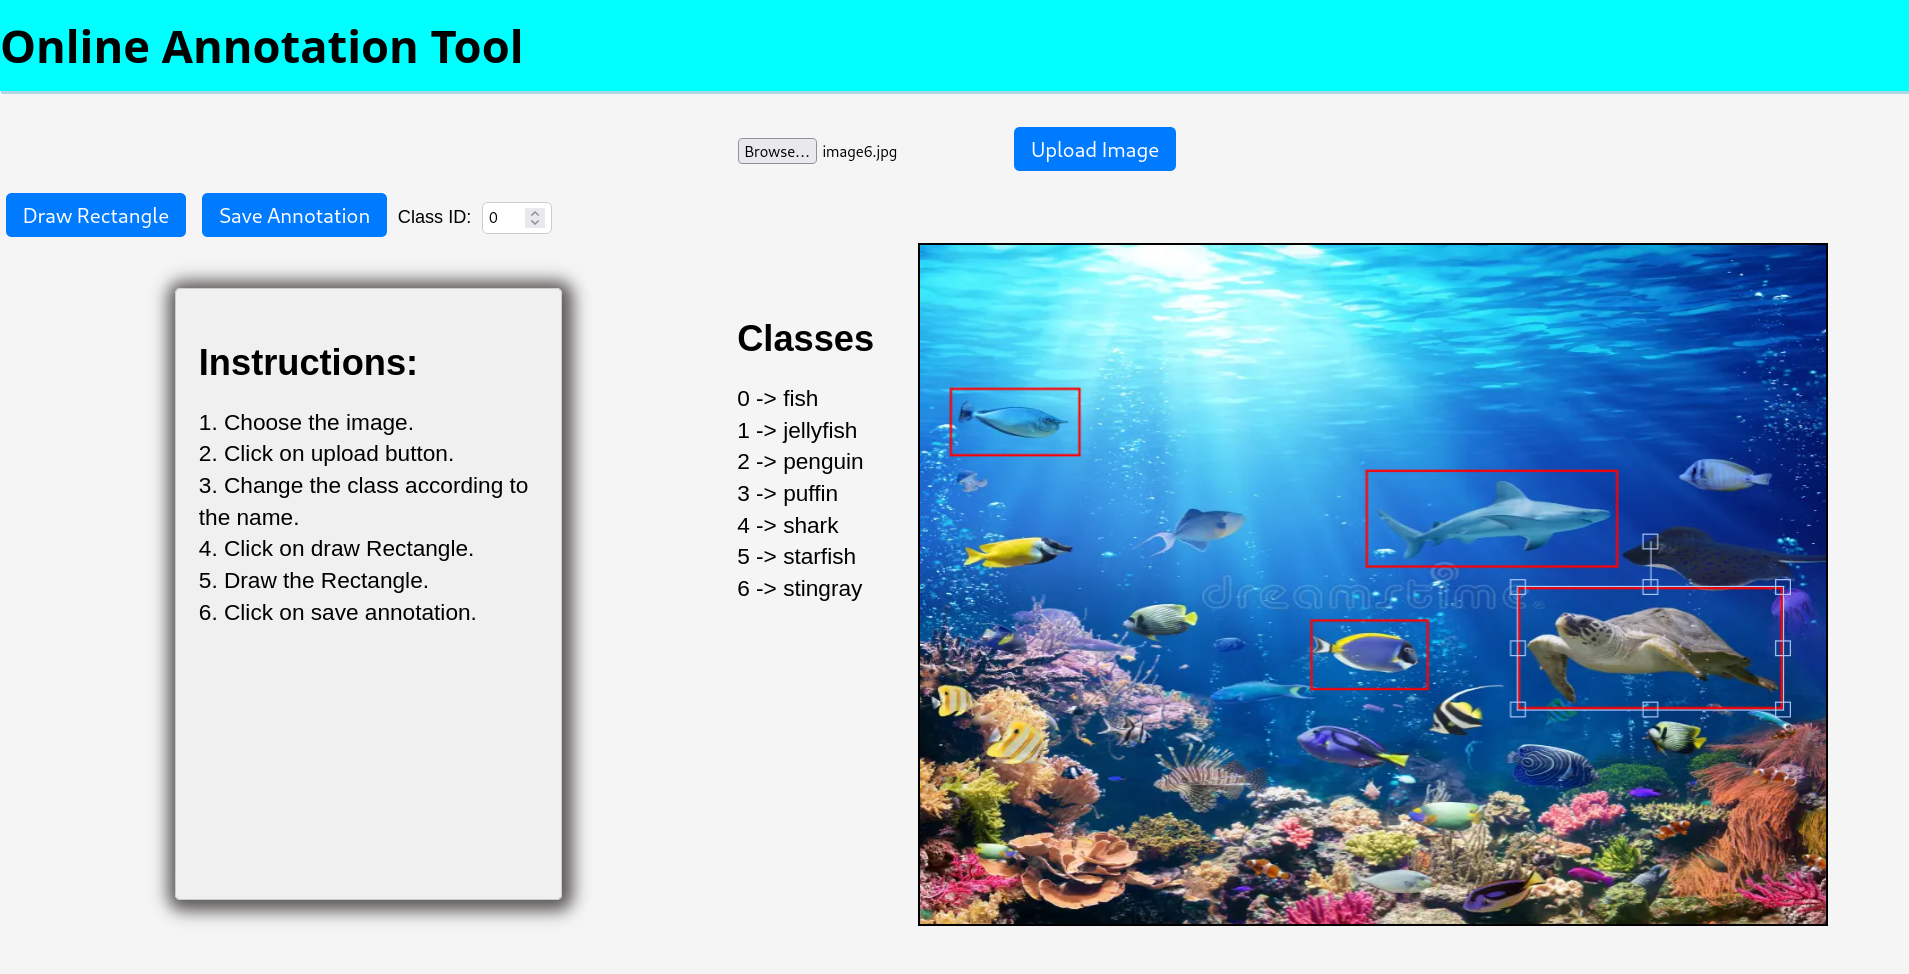 Online Annotation Tool
Browse... image6.jpg
Upload Image
Draw Rectangle
Save Annotation
Class ID: 0
Instructions:
1. Choose the image.
2. Click on upload button.
3. Change the class according to
the name.
4. Click on draw Rectangle.
5. Draw the Rectangle.
6. Click on save annotation.
Classes
0 -> fish
1 -> jellyfish
2 -> penguin
3 -> puffin
4 -> shark
5 -> starfish
6 -> stingray
dreamstime